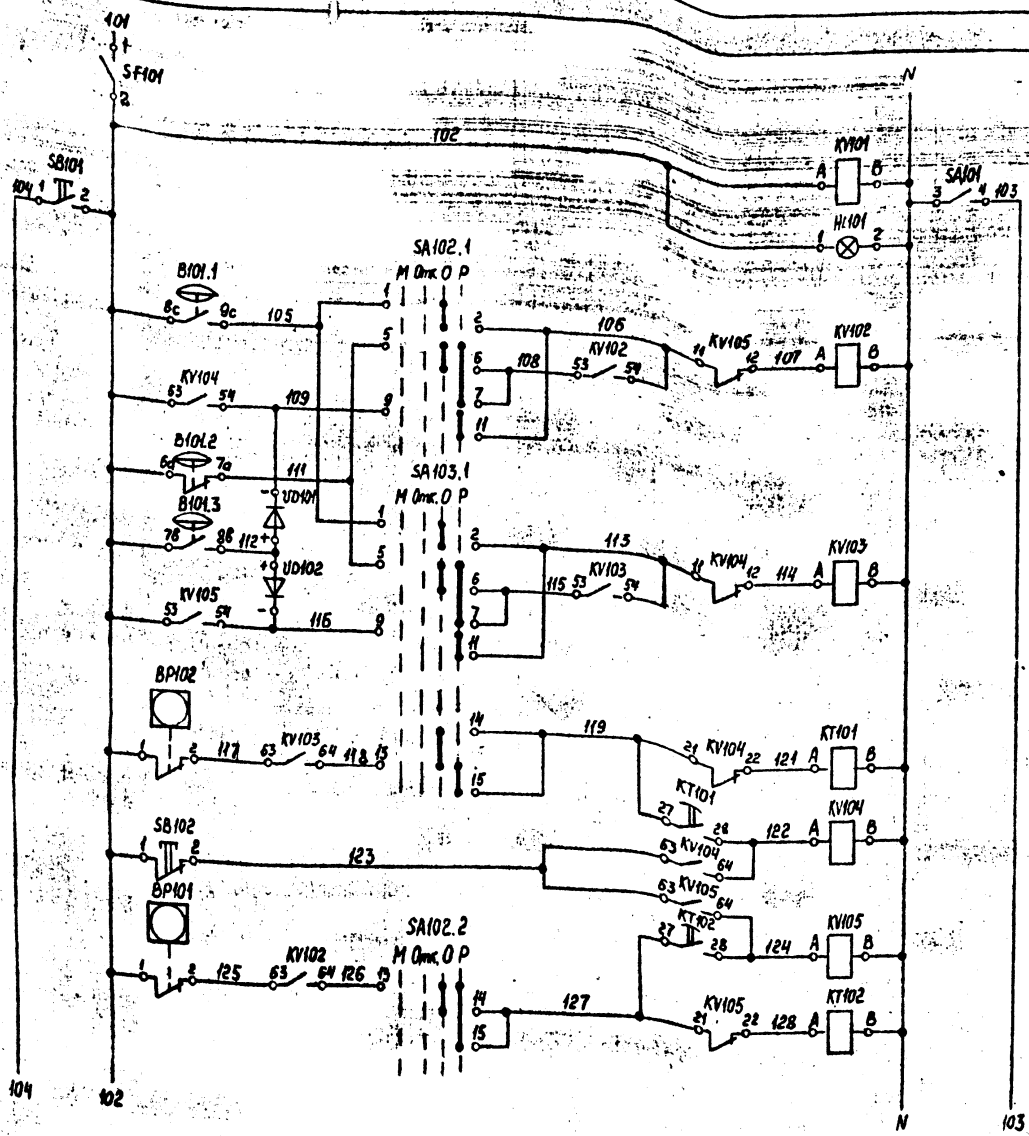 101
1
SF101
2
N
102
KV101
A B
SB101
104 1 2
SA101
3 4 103
HL101
1 2
SA102.1
М Отк. О Р
B101.1
8c 9c 105
1
2 106
KV105
11 12 107
KV102
A B
5
6 108
KV102
53 54
KV104
53 54 109
9
7
11
B101.2
6a 7a 111
SA103.1
М Отк. О Р
VD101
-
+
1
B101.3
7B 9B 112
2 113
KV104
11 12 114
KV103
A B
5
+
VD102
-
6 115
KV103
53 54
KV105
53 54 116
9
7
11
BP102
1 2 117
KV103
63 64 118 13
14 119
15
KV104
21 22 121
KT101
A B
KT101
27 28 122
KV104
A B
SB102
1 2 123
KV104
63 64
KV105
63 64
BP101
1 2 125
KV102
63 64 126 13
SA102.2
М Отк. О Р
KT102
27 28 124
KV105
A B
14 127
15
KV105
21 22 128
KT102
A B
104
102
N
103